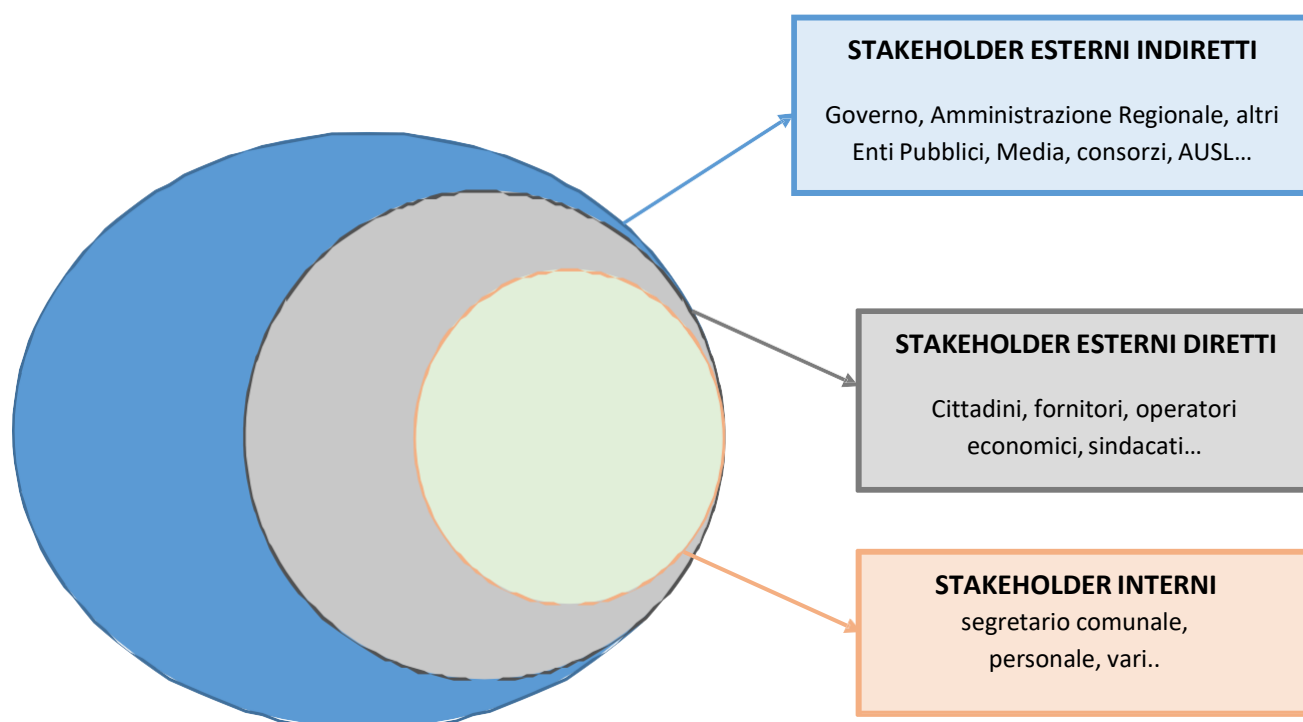 STAKEHOLDER ESTERNI INDIRETTI
Governo, Amministrazione Regionale, altri
Enti Pubblici, Media, consorzi, AUSL…
STAKEHOLDER ESTERNI DIRETTI
Cittadini, fornitori, operatori
economici, sindacati…
STAKEHOLDER INTERNI
segretario comunale,
personale, vari..